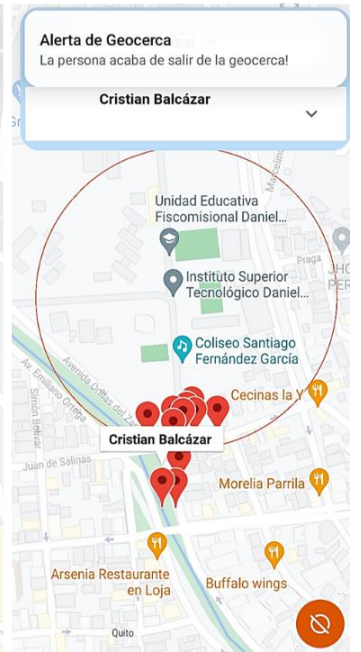 Alerta de Geocerca
La persona acaba de salir de la geocerca!
Cristian Balcázar
Unidad Educativa
Fiscomisional Daniel...
Praga
Instituto Superior
Tecnológico Daniel...
Coliseo Santiago
Fernández García
Cecinas la Y
Av. Emiliano Ortega
Simón Bolívar
Cristian Balcázar
Juan de Salinas
Morelia Parrila
Arsenia Restaurante
en Loja
Buffalo wings
Quito